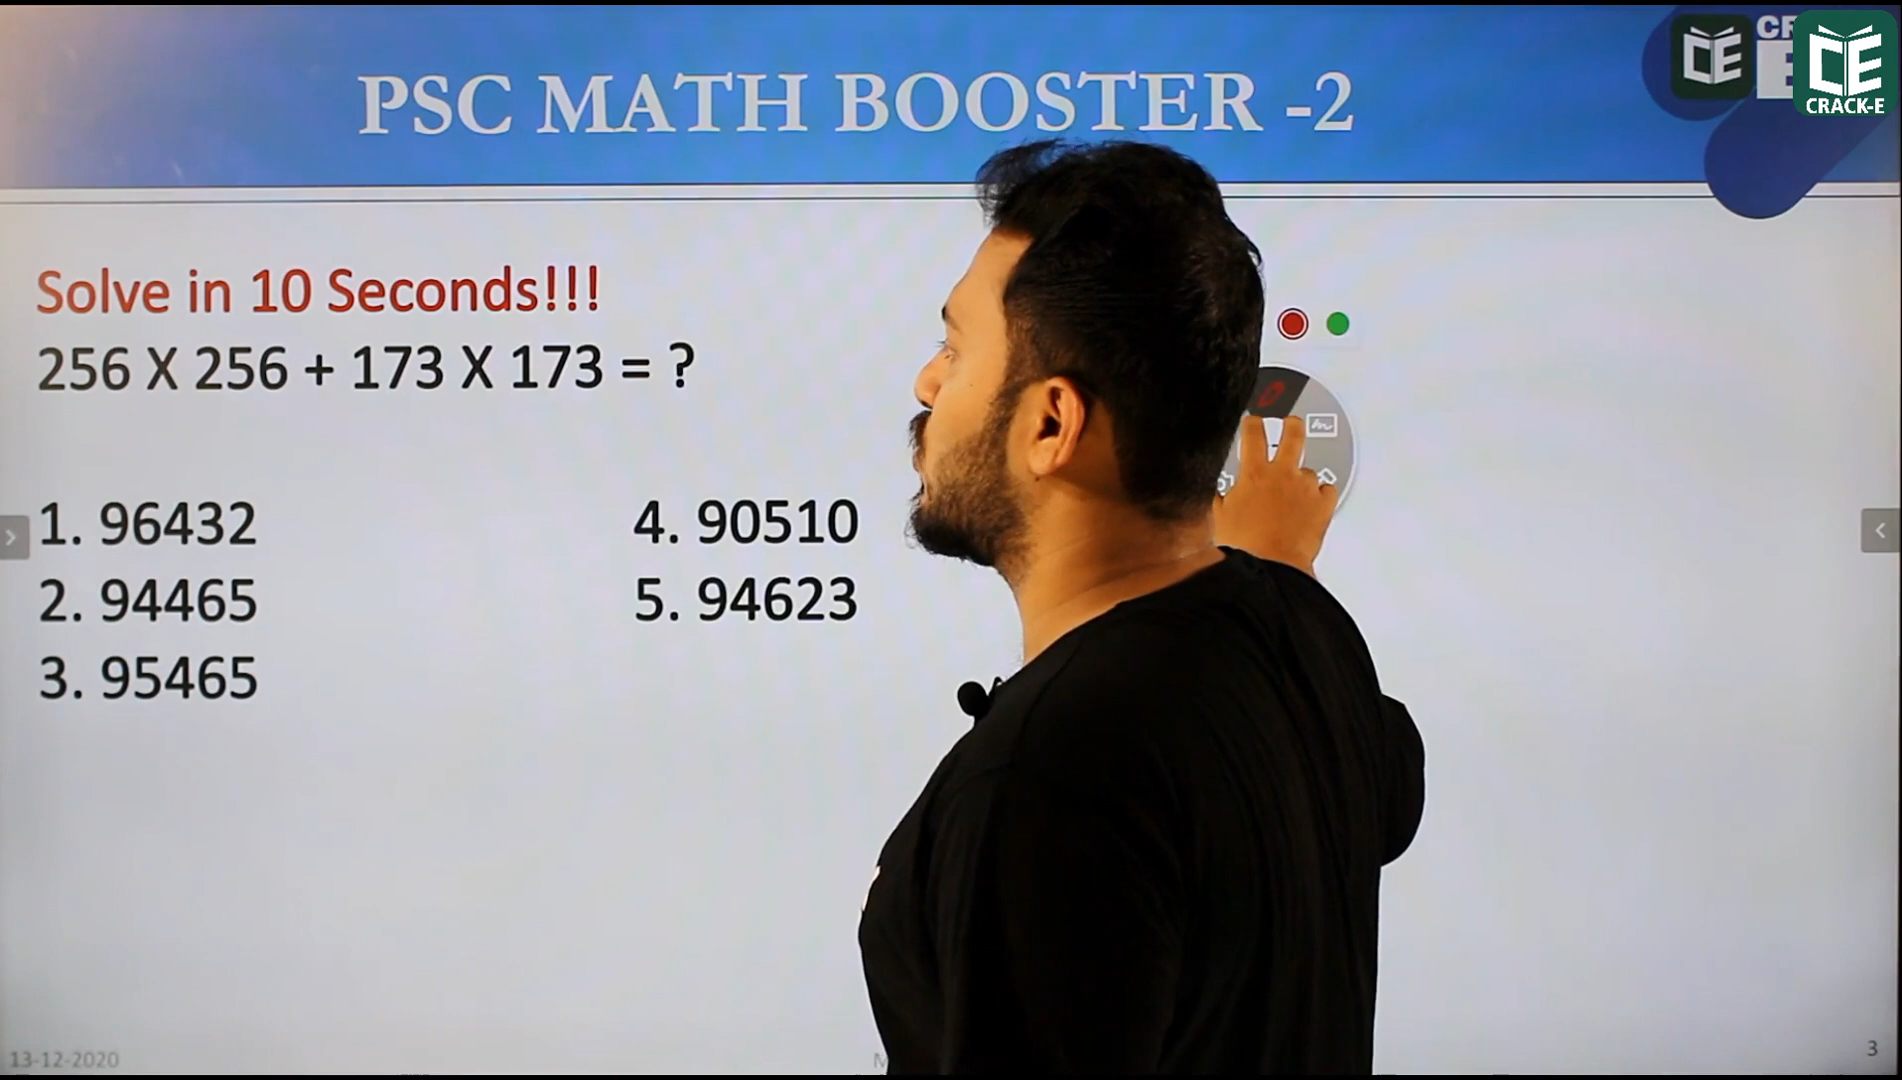 PSC MATH BOOSTER -2
CE
CRACK-E
Solve in 10 Seconds!!!
256 X 256 + 173 X 173 = ?
1. 96432
2. 94465
3. 95465
4. 90510
5. 94623
13-12-2020
3